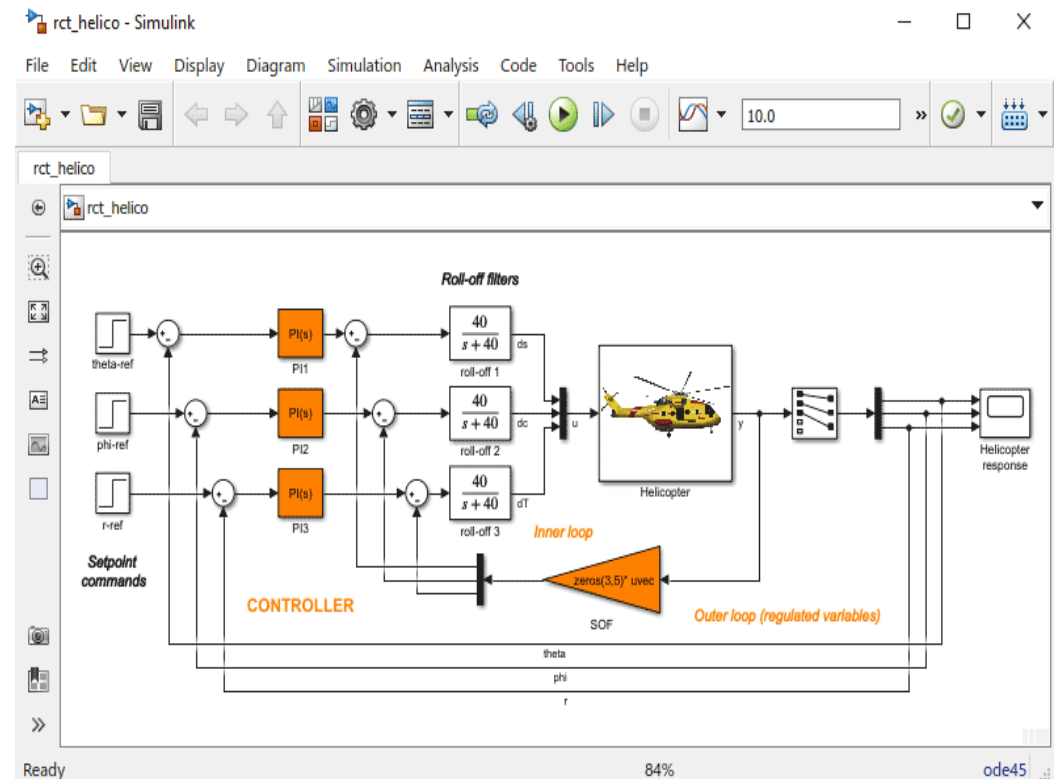 rct_helico - Simulink
File Edit View Display Diagram Simulation Analysis Code Tools Help
10.0 »
rct_helico
rct_helico
Roll-off filters
theta-ref
+
-
PI(s)
PI1
+
-
40
s + 40
roll-off 1
ds
phi-ref
+
-
PI(s)
PI2
+
-
40
s + 40
roll-off 2
dc
r-ref
+
-
PI(s)
PI3
+
-
40
s + 40
roll-off 3
dT
u
Helicopter
y
Helicopter
response
Setpoint
commands
CONTROLLER
Inner loop
zeros(3,5)* uvec
SOF
Outer loop (regulated variables)
theta
phi
r
AΞ
»
Ready 84% ode45